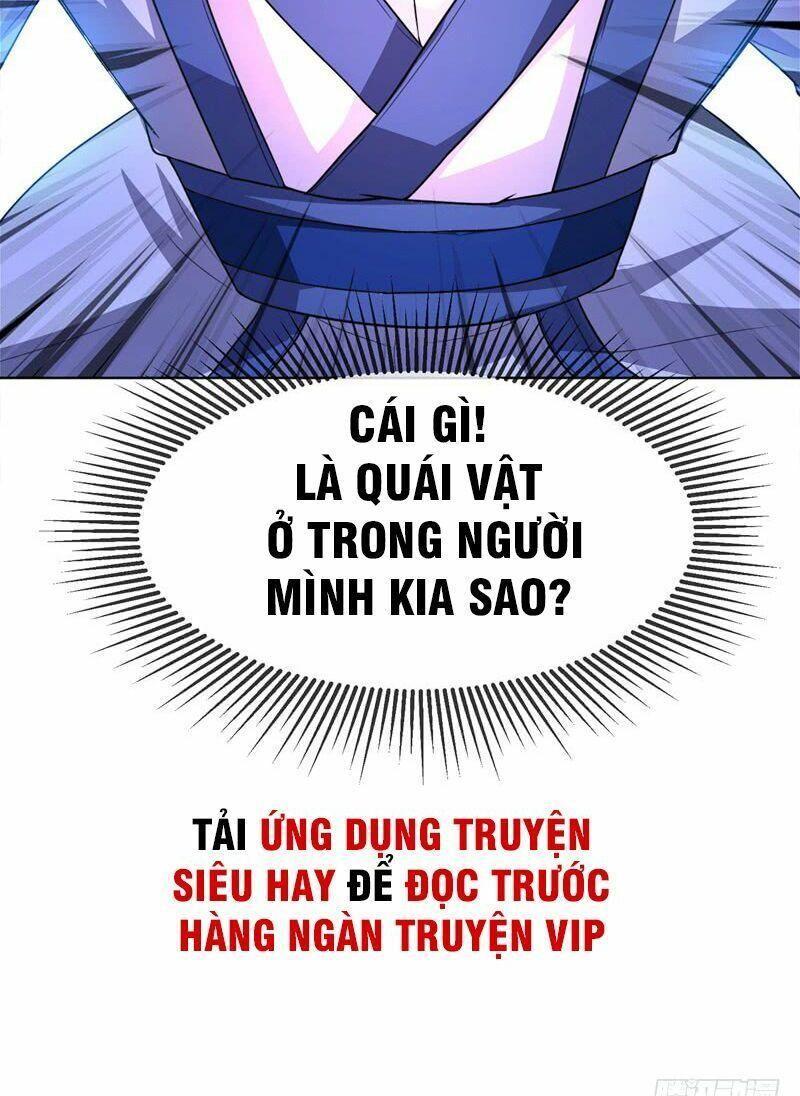 CÁI GÌ!
LÀ QUÁI VẬT
Ở TRONG NGƯỜI
MÌNH KIA SAO?
TẢI ỨNG DỤNG TRUYỆN
SIÊU HAY ĐỂ ĐỌC TRƯỚC
HÀNG NGÀN TRUYỆN VIP